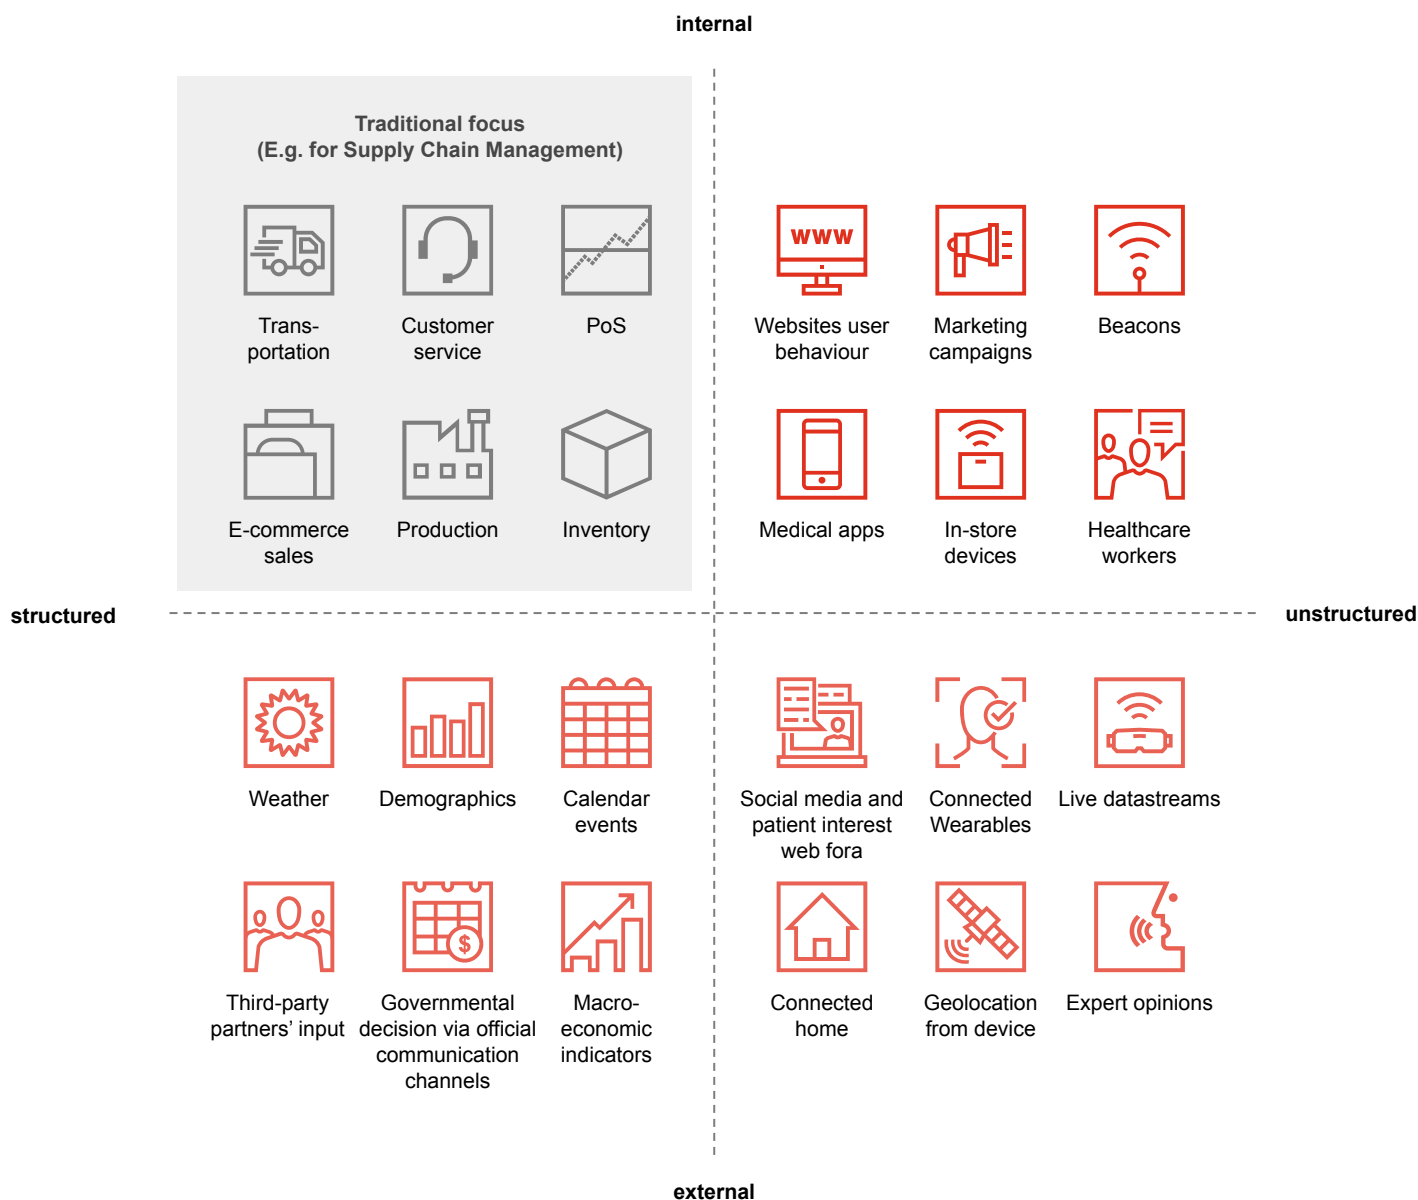 internal
Traditional focus
(E.g. for Supply Chain Management)
Trans-
portation
Customer
service
PoS
WWW
Websites user
behaviour
Marketing
campaigns
Beacons
E-commerce
sales
Production
Inventory
Medical apps
In-store
devices
Healthcare
workers
structured
unstructured
Weather
Demographics
Calendar
events
Social media and
patient interest
web fora
Connected
Wearables
Live datastreams
$
Third-party
partners’ input
Governmental
decision via official
communication
channels
Macro-
economic
indicators
Connected
home
Geolocation
from device
Expert opinions
external